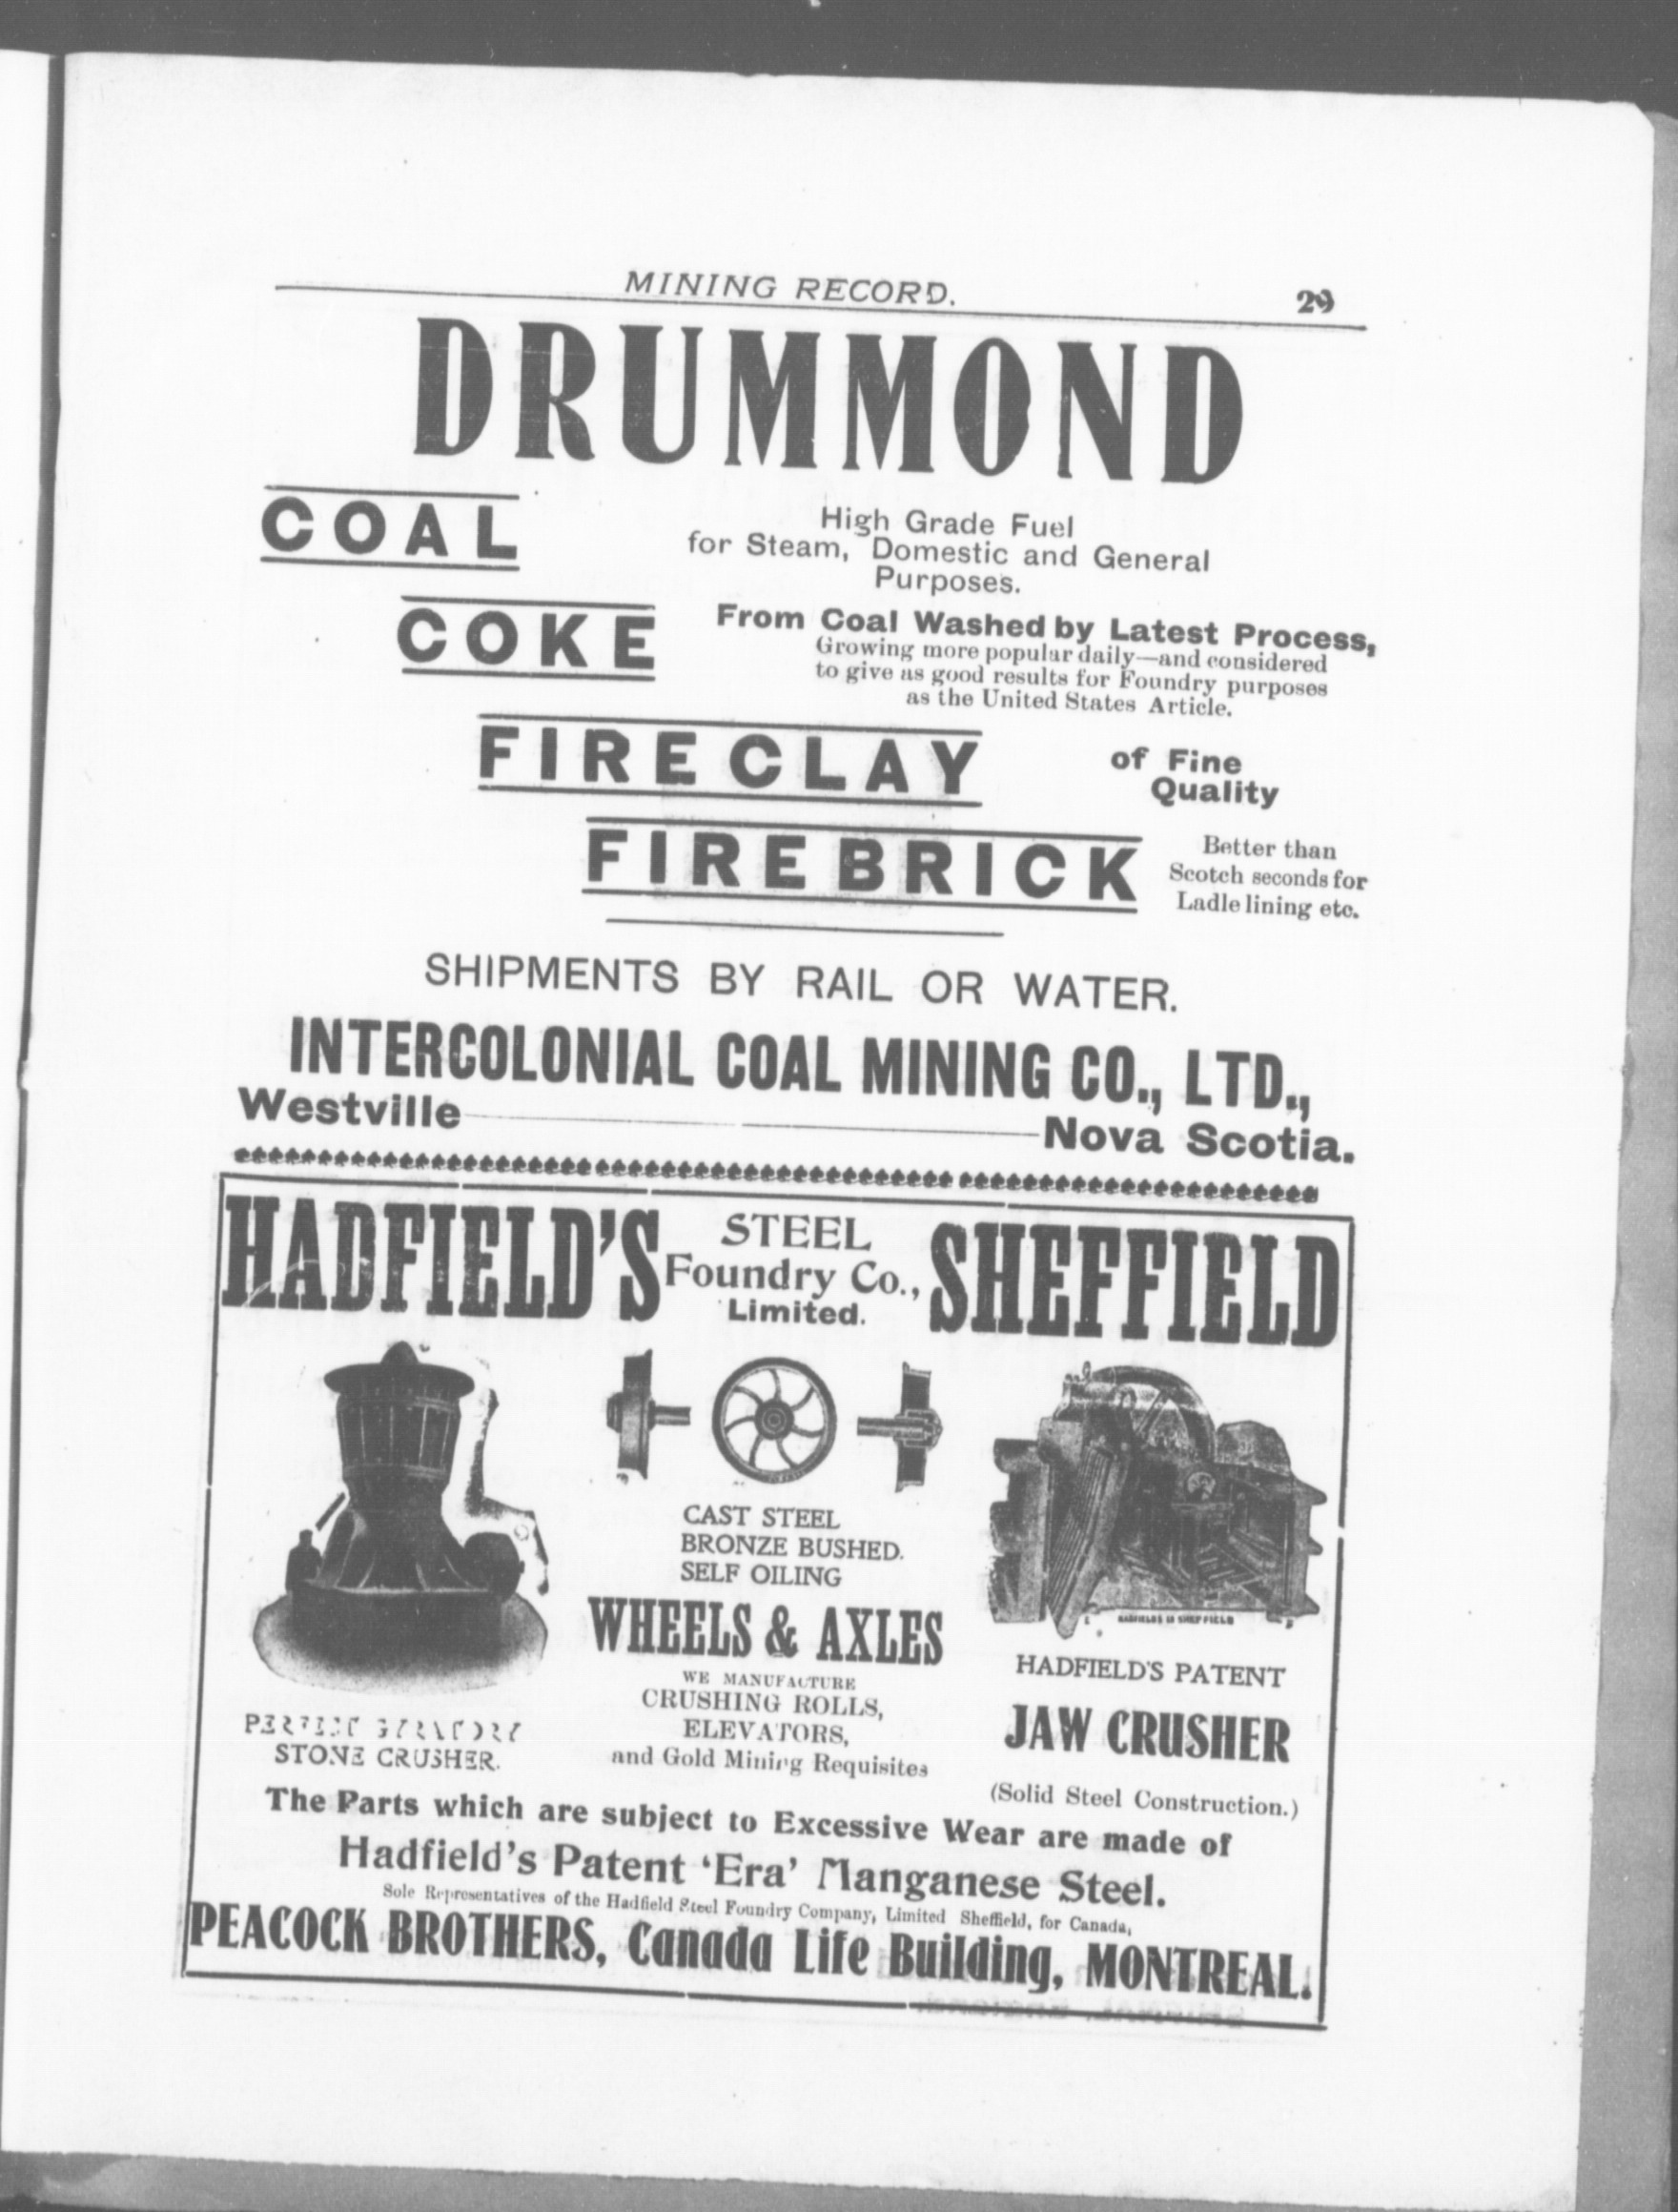 MINING RECORD. 29
DRUMMOND
COAL
High Grade Fuel
for Steam, Domestic and General
Purposes.
COKE
From Coal Washed by Latest Process,
Growing more popular daily—and considered
to give as good results for Foundry purposes
as the United States Article.
FIRECLAY
of Fine
Quality
FIREBRICK
Better than
Scotch seconds for
Ladle lining etc.
SHIPMENTS BY RAIL OR WATER.
INTERCOLONIAL COAL MINING CO., LTD.,
Westville
Nova Scotia.
HADFIELD'S STEEL
Foundry Co.,
Limited.
SHEFFIELD
CAST STEEL
BRONZE BUSHED.
SELF OILING
WHEELS & AXLES
WE MANUFACTURE
CRUSHING ROLLS,
ELEVATORS,
and Gold Mining Requisites
STONE CRUSHER.
HADFIELDS LD SHEFFIELD
HADFIELD'S PATENT
JAW CRUSHER
(Solid Steel Construction.)
The Parts which are subject to Excessive Wear are made of
Hadfield's Patent 'Era' Manganese Steel.
Sole Representatives of the Hadfield Steel Foundry Company, Limited Sheffield, for Canada,
PEACOCK BROTHERS, Canada Life Building, MONTREAL.